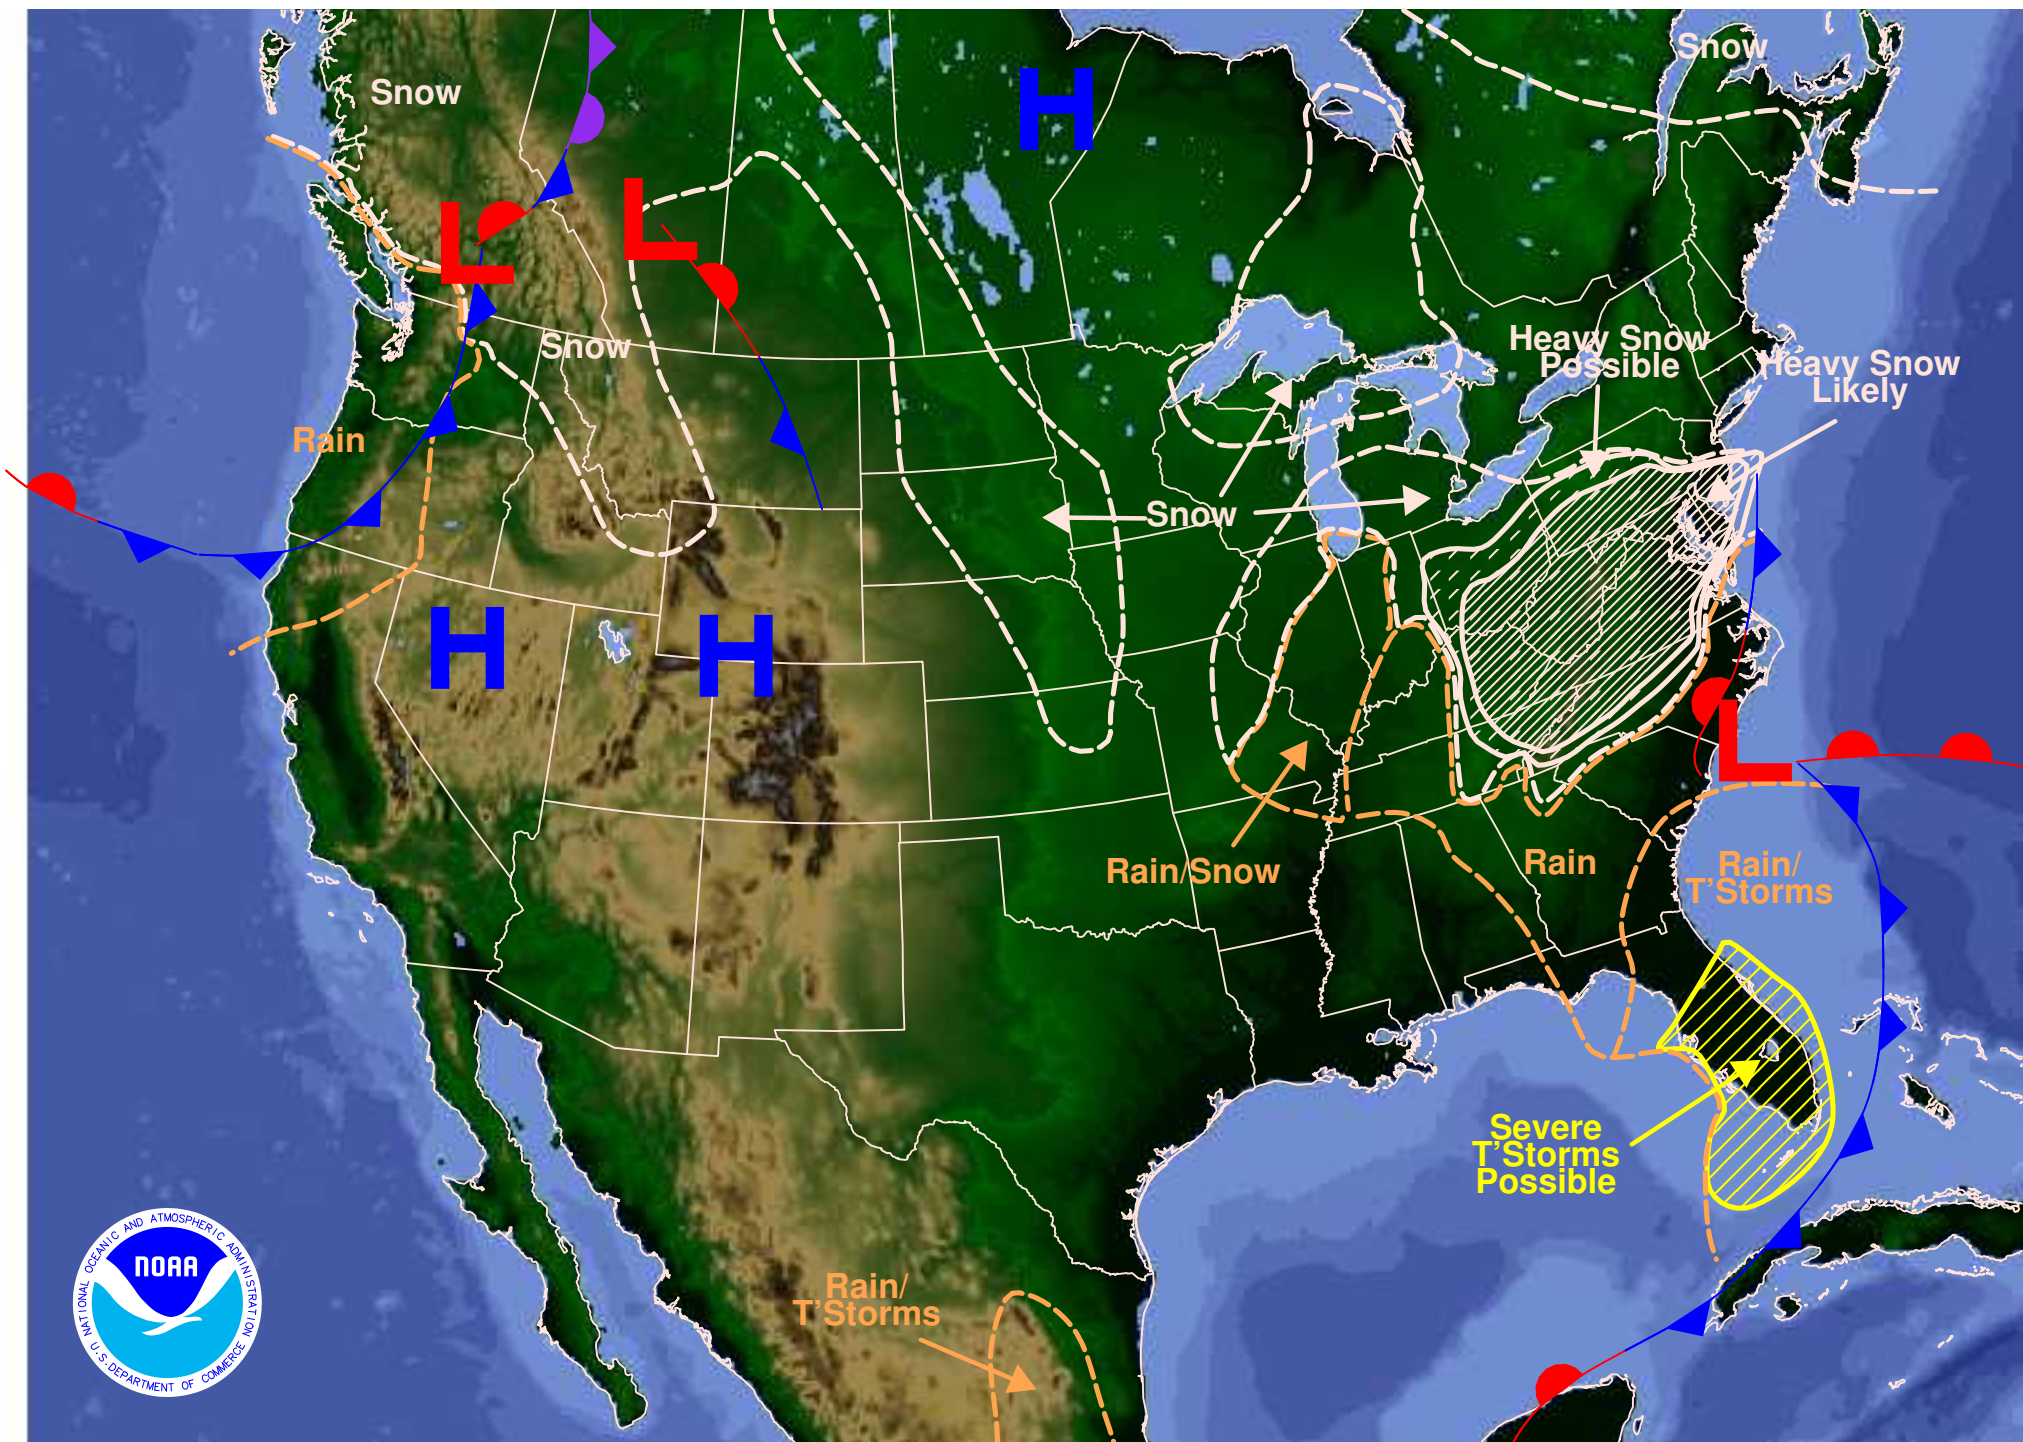 Snow
H
Snow
L
L
Snow
Heavy Snow
Possible
Heavy Snow
Likely
Rain
Snow
H
H
L
Rain/Snow
Rain
Rain/
T'Storms
Severe
T'Storms
Possible
Rain/
T'Storms
NATIONAL OCEANIC AND ATMOSPHERIC ADMINISTRATION
NOAA
U.S. DEPARTMENT OF COMMERCE